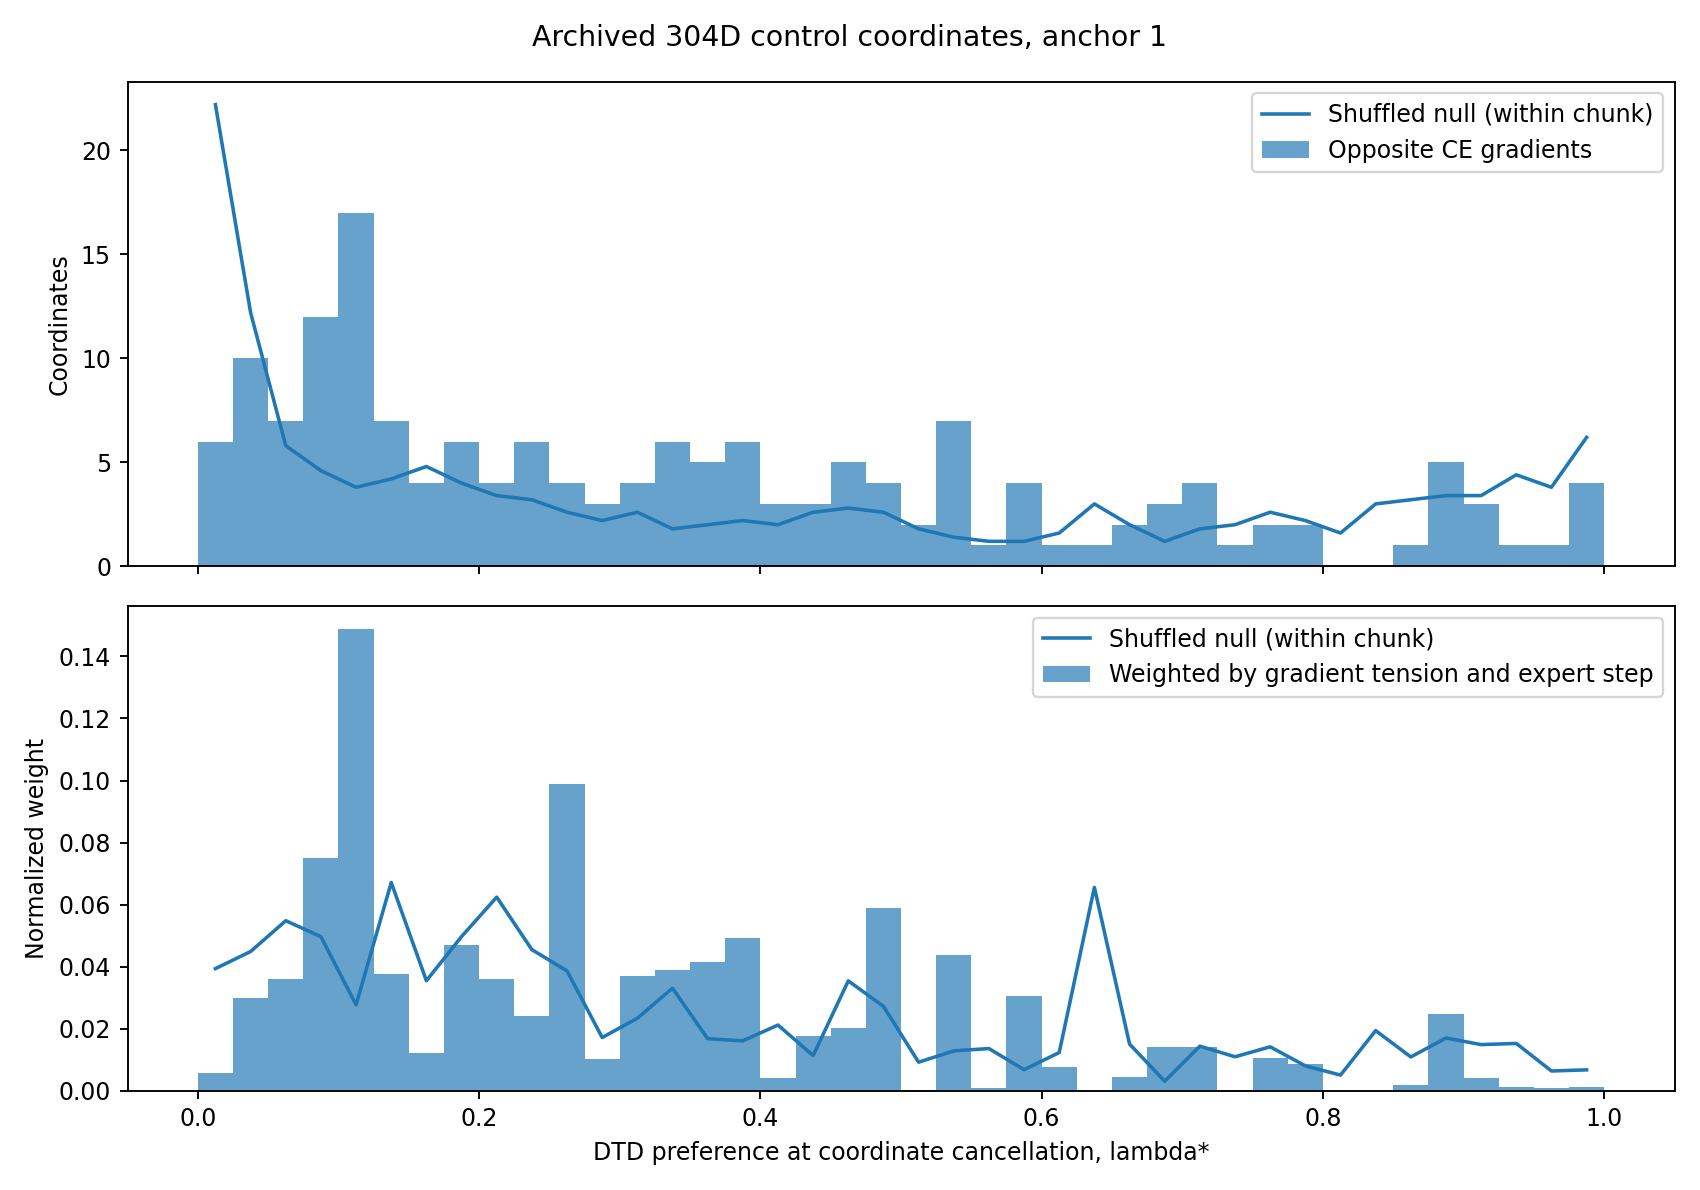 Archived 304D control coordinates, anchor 1
Shuffled null (within chunk)
Opposite CE gradients
Coordinates
20
15
10
5
0
Shuffled null (within chunk)
Weighted by gradient tension and expert step
Normalized weight
0.14
0.12
0.10
0.08
0.06
0.04
0.02
0.00
0.0 0.2 0.4 0.6 0.8 1.0
DTD preference at coordinate cancellation, lambda*